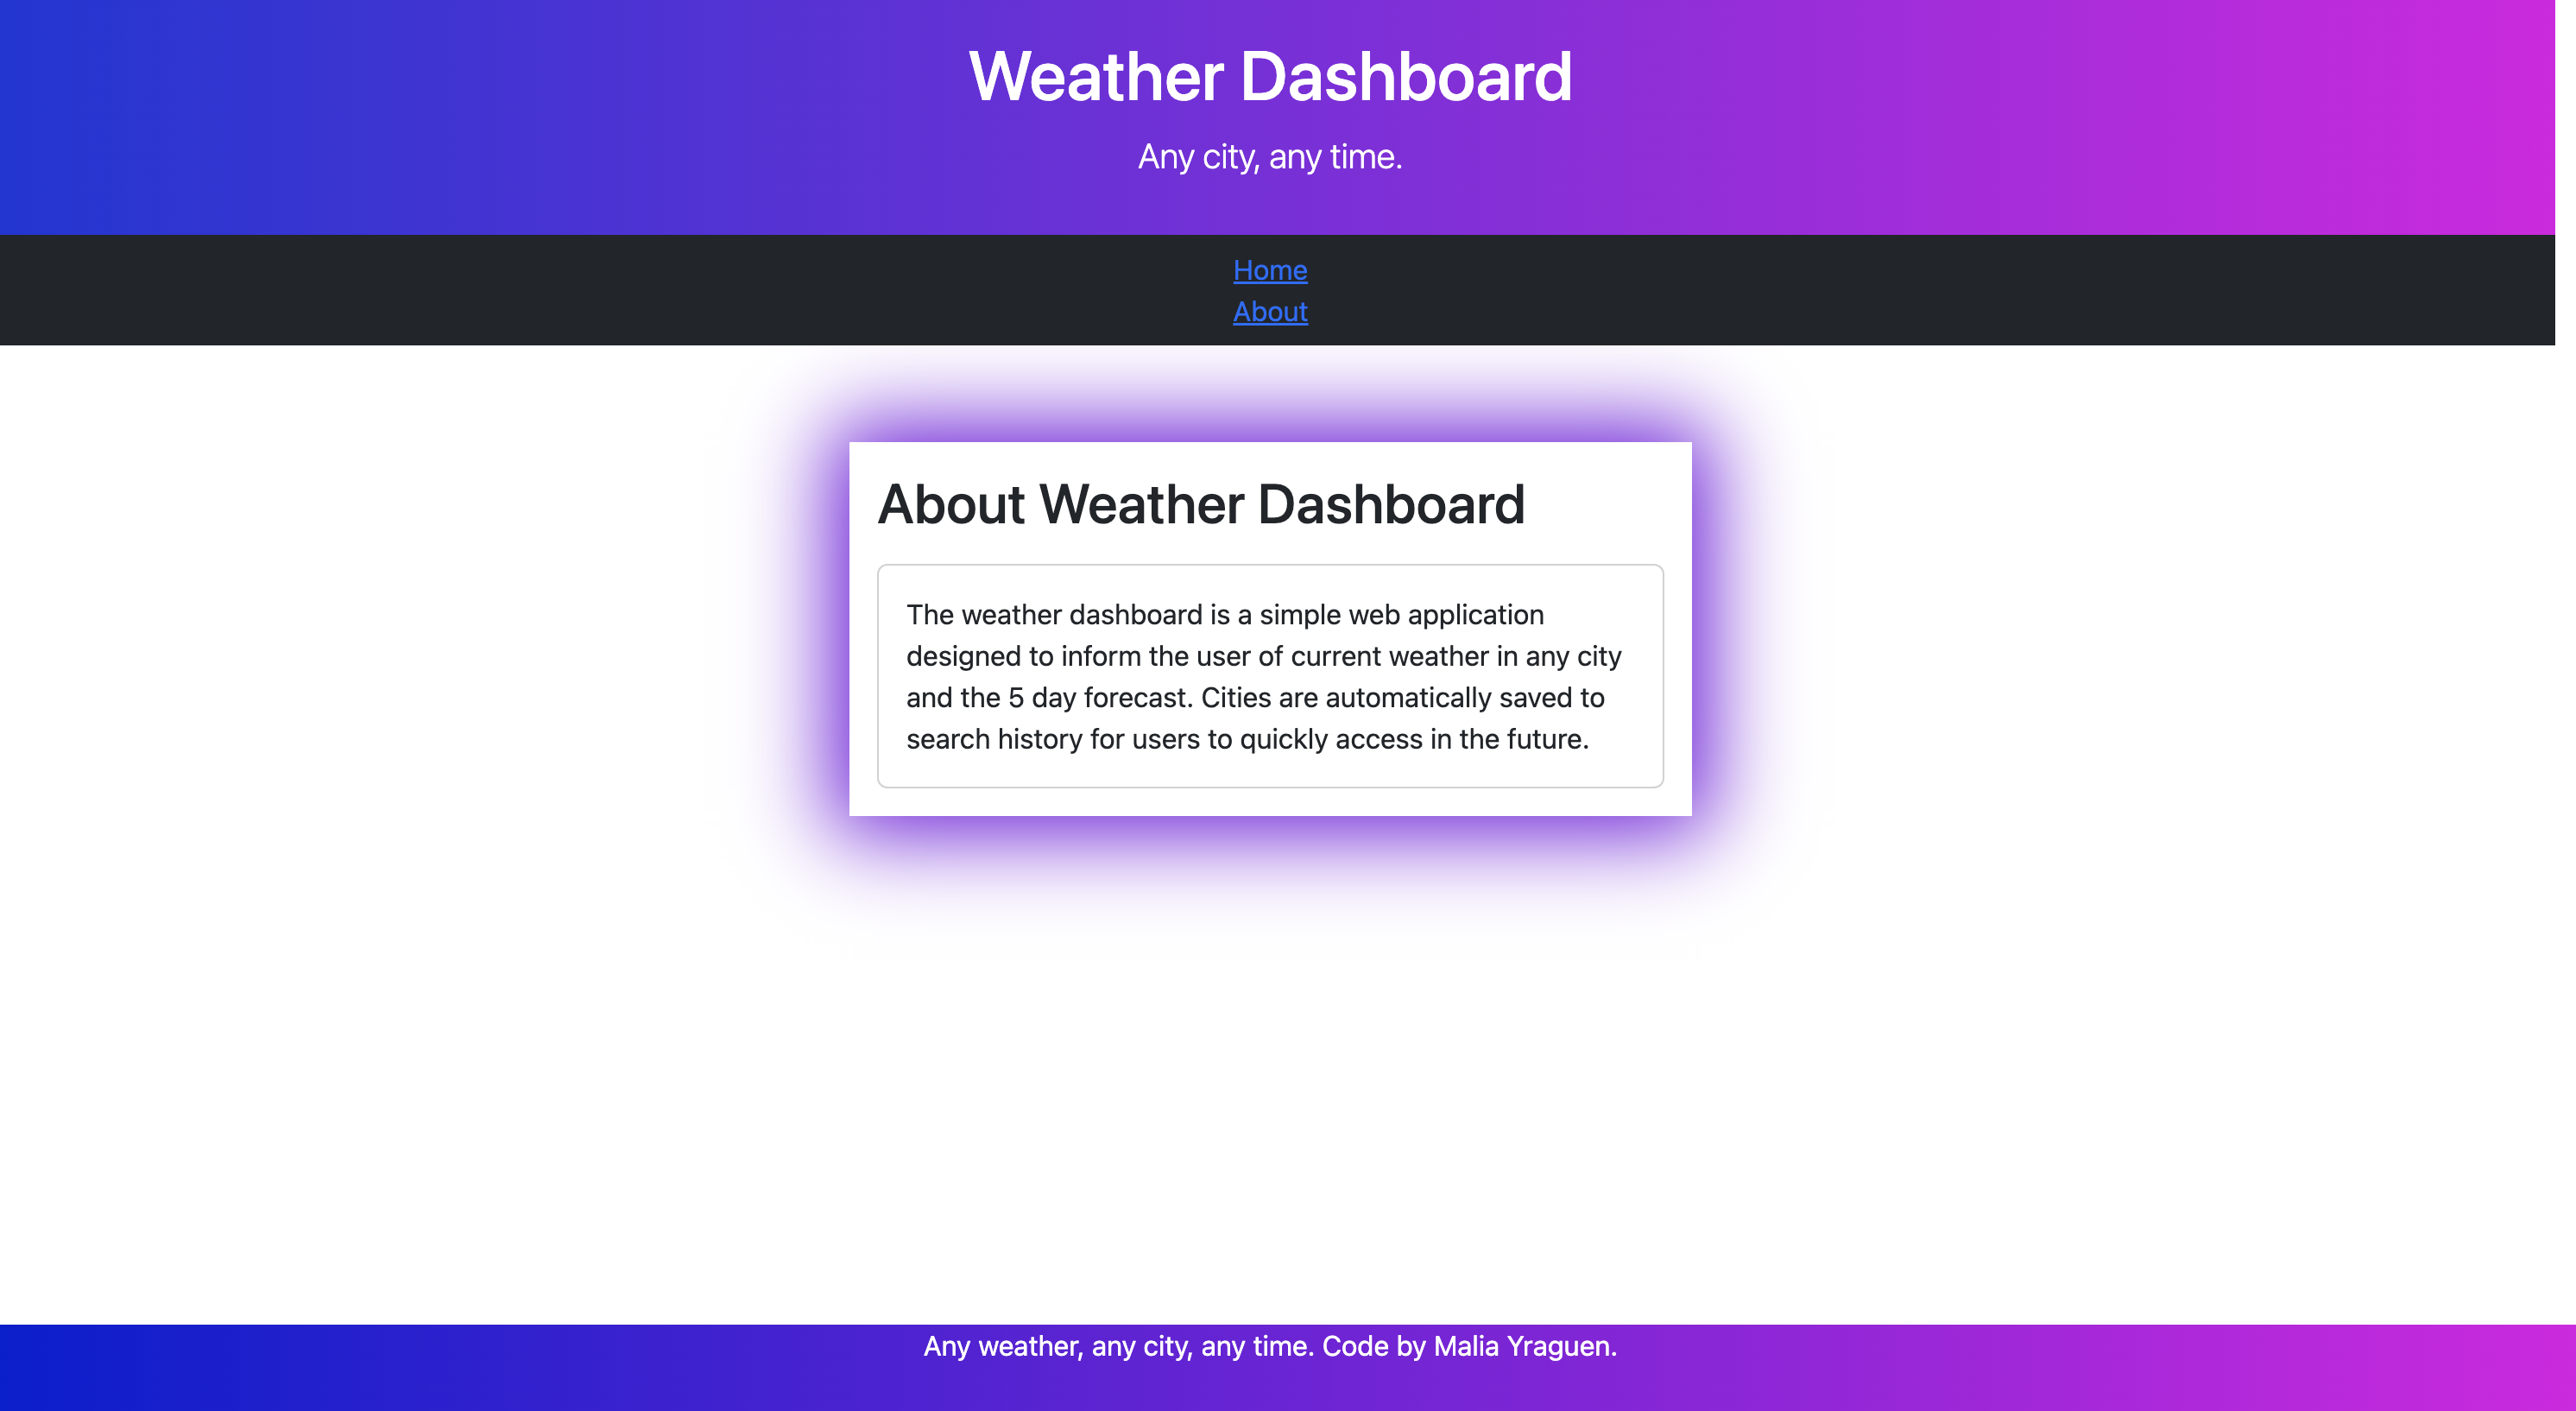 Weather Dashboard
Any city, any time.
Home
About
About Weather Dashboard
The weather dashboard is a simple web application
designed to inform the user of current weather in any city
and the 5 day forecast. Cities are automatically saved to
search history for users to quickly access in the future.
Any weather, any city, any time. Code by Malia Yraguen.